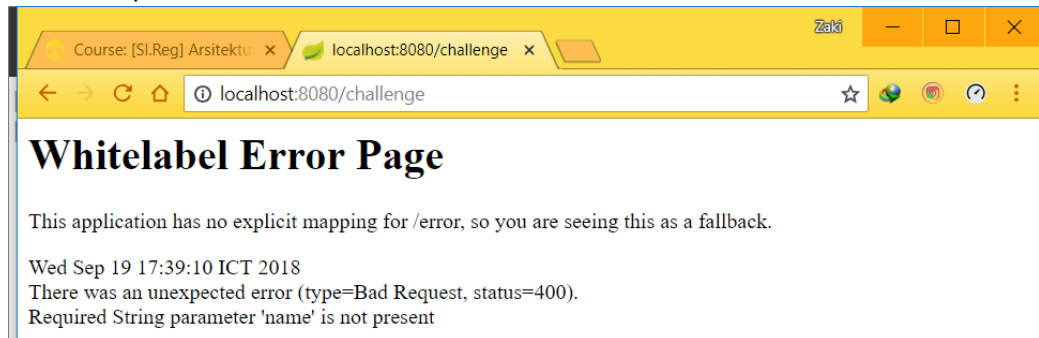 Zaki
Course: [SI.Reg] Arsitektu
localhost:8080/challenge
localhost:8080/challenge
Whitelabel Error Page
This application has no explicit mapping for /error, so you are seeing this as a fallback.
Wed Sep 19 17:39:10 ICT 2018
There was an unexpected error (type=Bad Request, status=400).
Required String parameter 'name' is not present